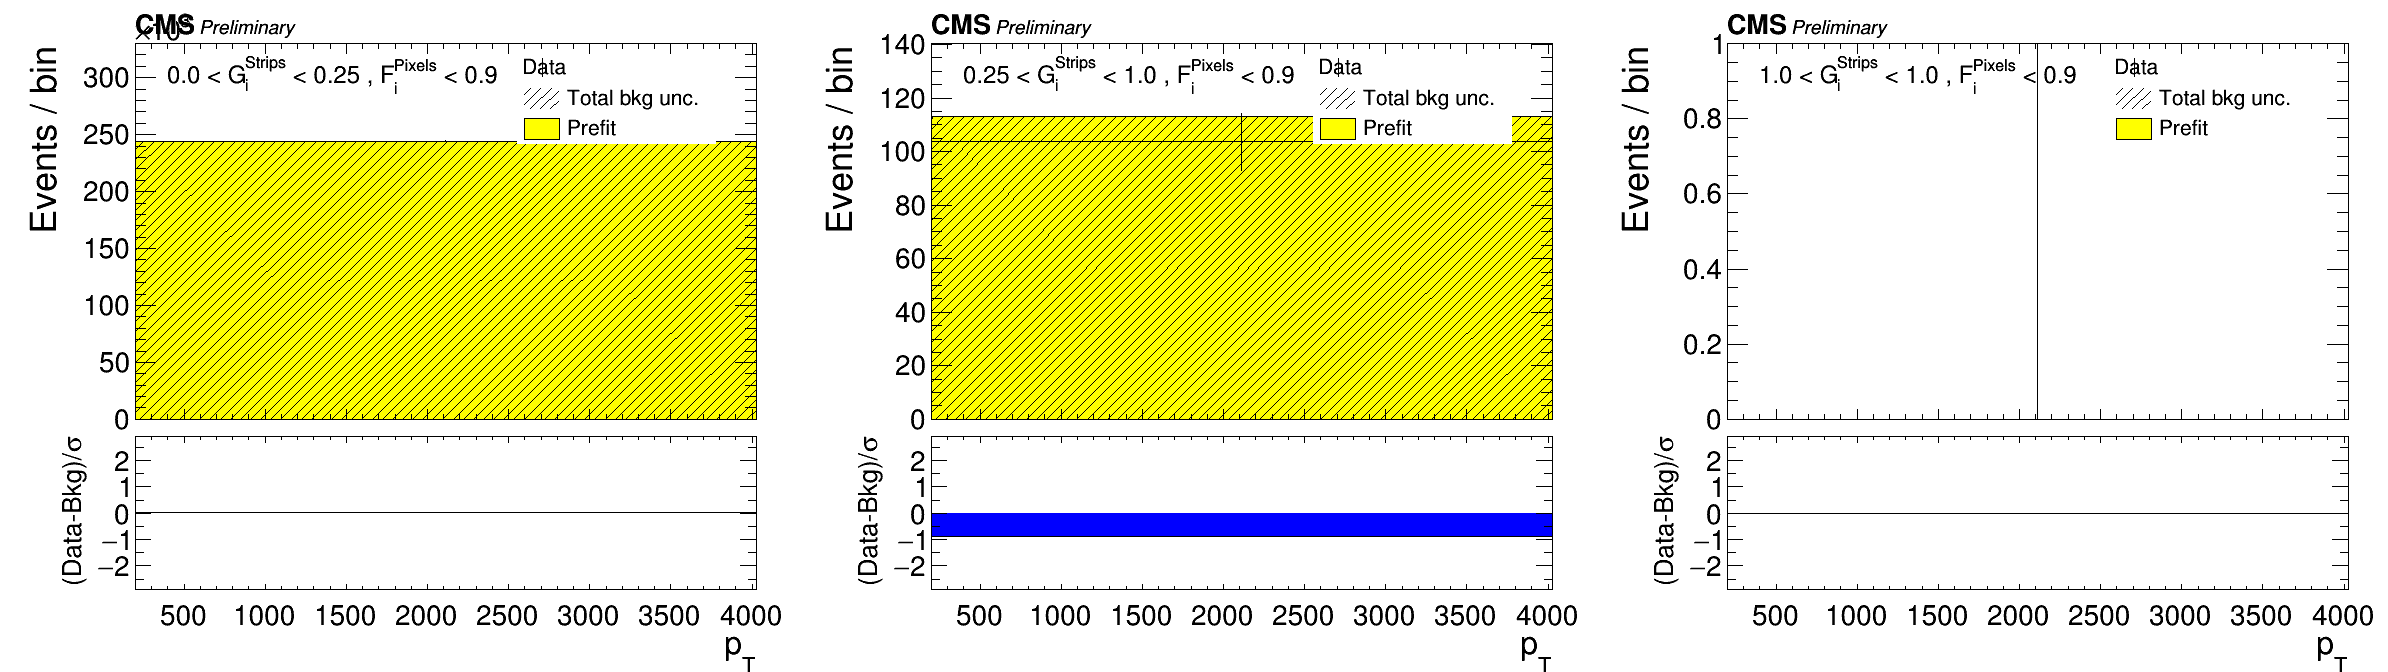 CMS Preliminary
×10³
Events / bin
0.0 < G_i^Strips < 0.25 , F_i^Pixels < 0.9
Data
Total bkg unc.
Prefit
300
250
200
150
100
50
0
(Data-Bkg)/σ
2
1
0
−1
−2
500 1000 1500 2000 2500 3000 3500 4000
p_T
CMS Preliminary
Events / bin
0.25 < G_i^Strips < 1.0 , F_i^Pixels < 0.9
Data
Total bkg unc.
Prefit
140
120
100
80
60
40
20
0
(Data-Bkg)/σ
2
1
0
−1
−2
500 1000 1500 2000 2500 3000 3500 4000
p_T
CMS Preliminary
Events / bin
1.0 < G_i^Strips < 1.0 , F_i^Pixels < 0.9
Data
Total bkg unc.
Prefit
1
0.8
0.6
0.4
0.2
0
(Data-Bkg)/σ
2
1
0
−1
−2
500 1000 1500 2000 2500 3000 3500 4000
p_T